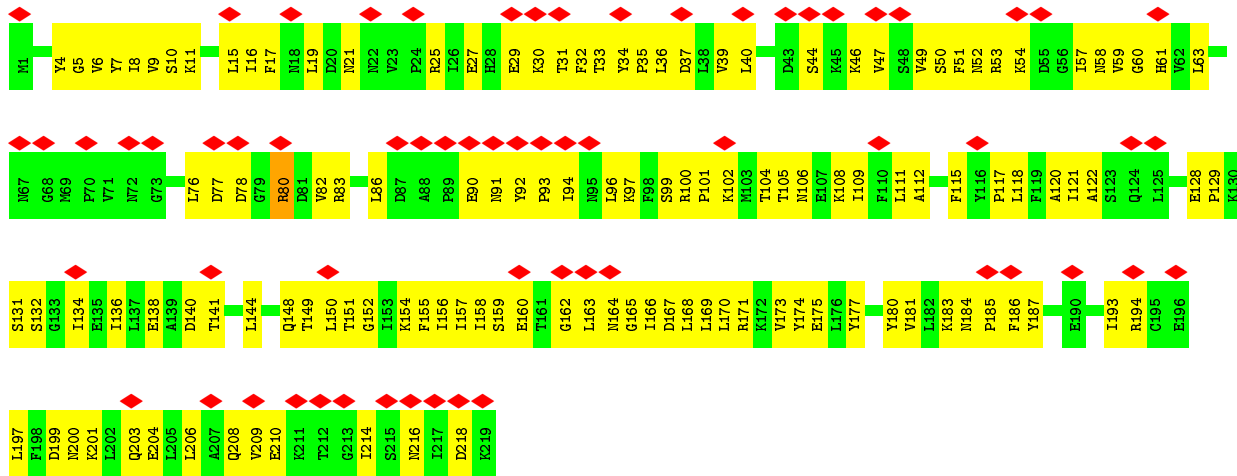 M1 Y4 G5 V6 Y7 I8 V9 S10 K11 L15 I16 F17 N18 L19 D20 N21 N22 V23 P24 R25 I26 E27 H28 E29 K30 T31 F32 T33 Y34 P35 L36 D37 L38 V39 L40 D43 S44 K45 K46 V47 S48 V49 S50 F51 N52 R53 K54 D55 G56 I57 N58 V59 G60 H61 V62 L63
N67 G68 M69 P70 V71 N72 G73 L76 D77 D78 G79 R80 D81 V82 R83 L86 D87 A88 P89 E90 N91 Y92 P93 I94 N95 L96 K97 F98 S99 R100 P101 K102 M103 T104 T105 N106 E107 K108 I109 F110 L111 A112 F115 Y116 P117 L118 F119 A120 I121 A122 S123 Q124 L125 E128 P129 K130
S131 S132 G133 I134 E135 I136 L137 E138 A139 D140 T141 L144 Q148 T149 L150 T151 G152 I153 K154 F155 I156 I157 I158 S159 E160 T161 G162 L163 N164 G165 I166 D167 L168 L169 L170 R171 K172 V173 Y174 E175 L176 Y177 Y180 V181 L182 K183 N184 P185 F186 Y187 E190 I193 R194 C195 E196
L197 F198 D199 N200 K201 L202 Q203 E204 L205 L206 A207 Q208 V209 E210 K211 T212 G213 I214 S215 N216 I217 D218 K219